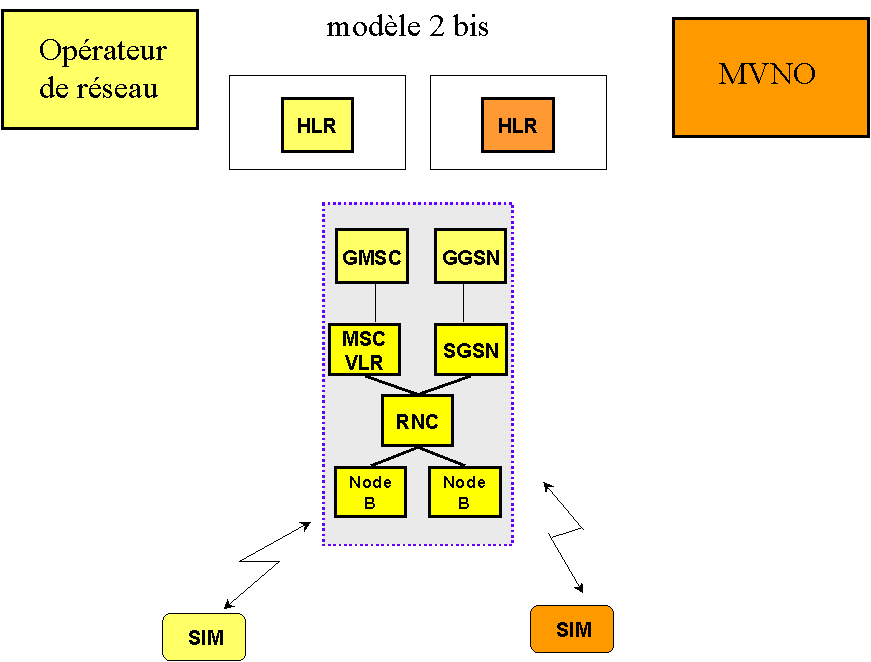 modèle 2 bis
Opérateur
de réseau
MVNO
HLR
HLR
GMSC
GGSN
MSC
VLR
SGSN
RNC
Node
B
Node
B
SIM
SIM